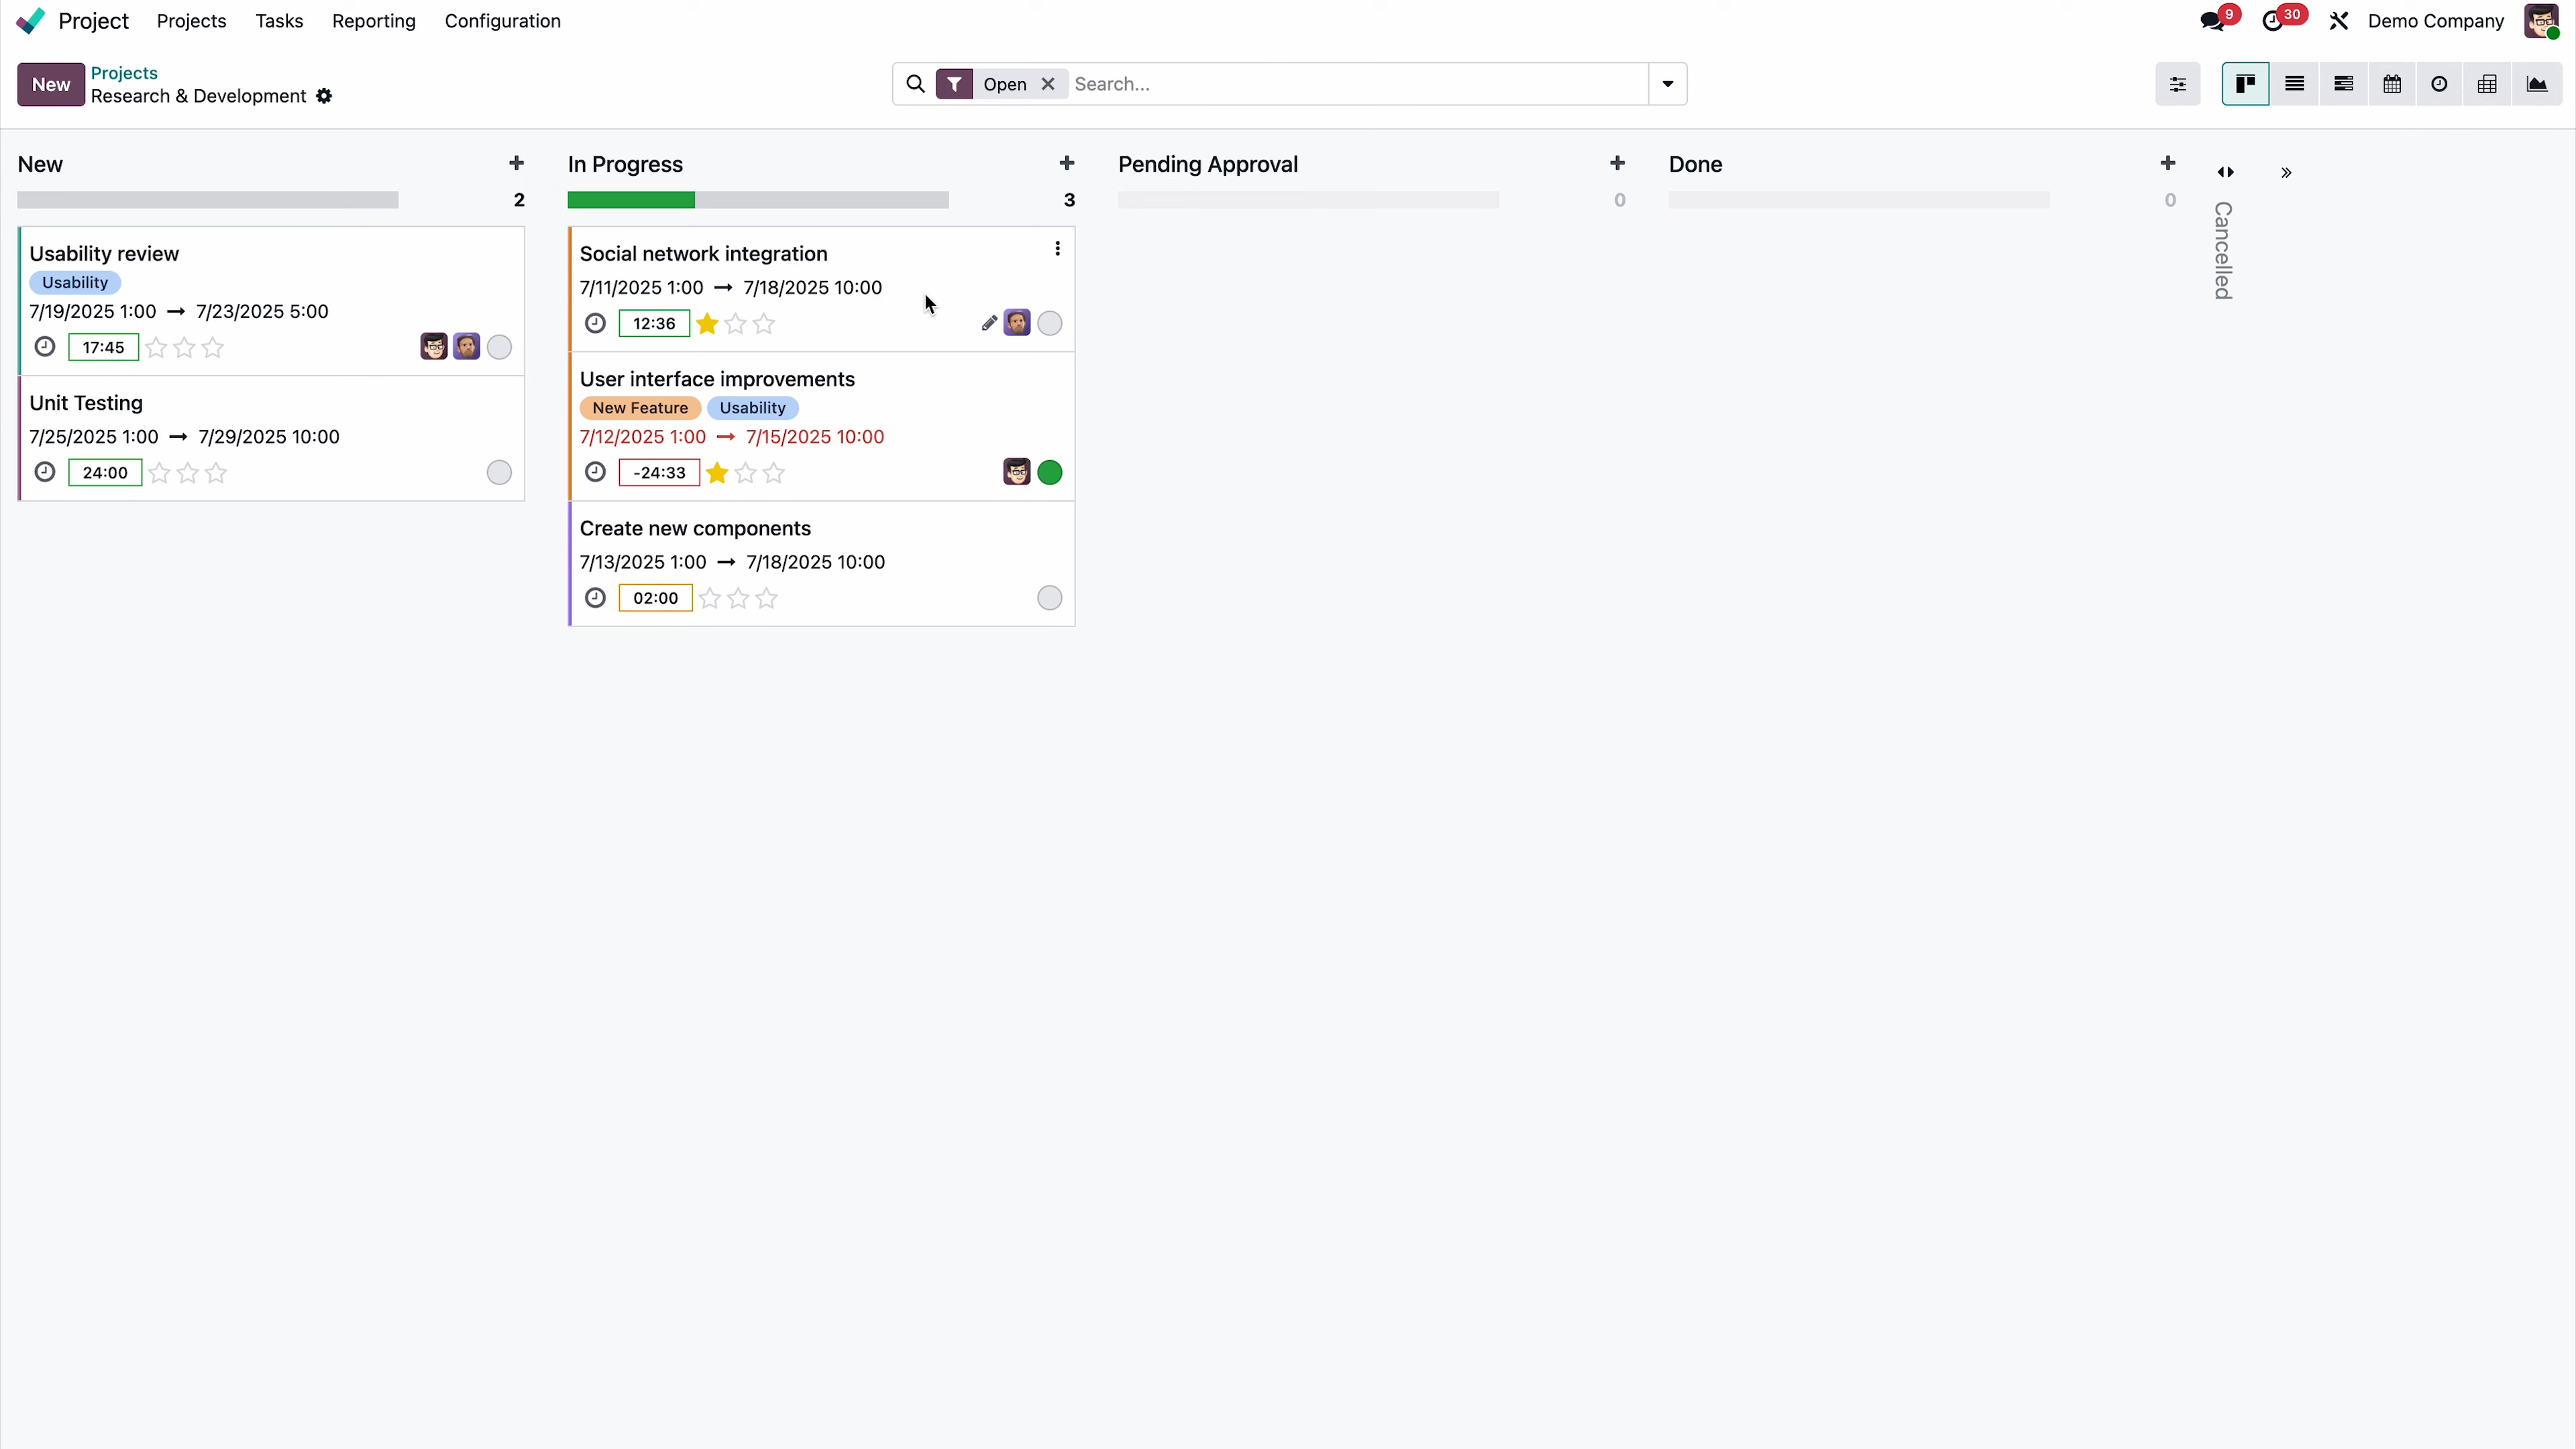 Project Projects Tasks Reporting Configuration 9 30 Demo Company
New Projects
Research & Development
Open Search...
New
2
Usability review
Usability
7/19/2025 1:00 → 7/23/2025 5:00
17:45
Unit Testing
7/25/2025 1:00 → 7/29/2025 10:00
24:00
In Progress
3
Social network integration
7/11/2025 1:00 → 7/18/2025 10:00
12:36
User interface improvements
New Feature Usability
7/12/2025 1:00 → 7/15/2025 10:00
-24:33
Create new components
7/13/2025 1:00 → 7/18/2025 10:00
02:00
Pending Approval
0
Done
0
Cancelled